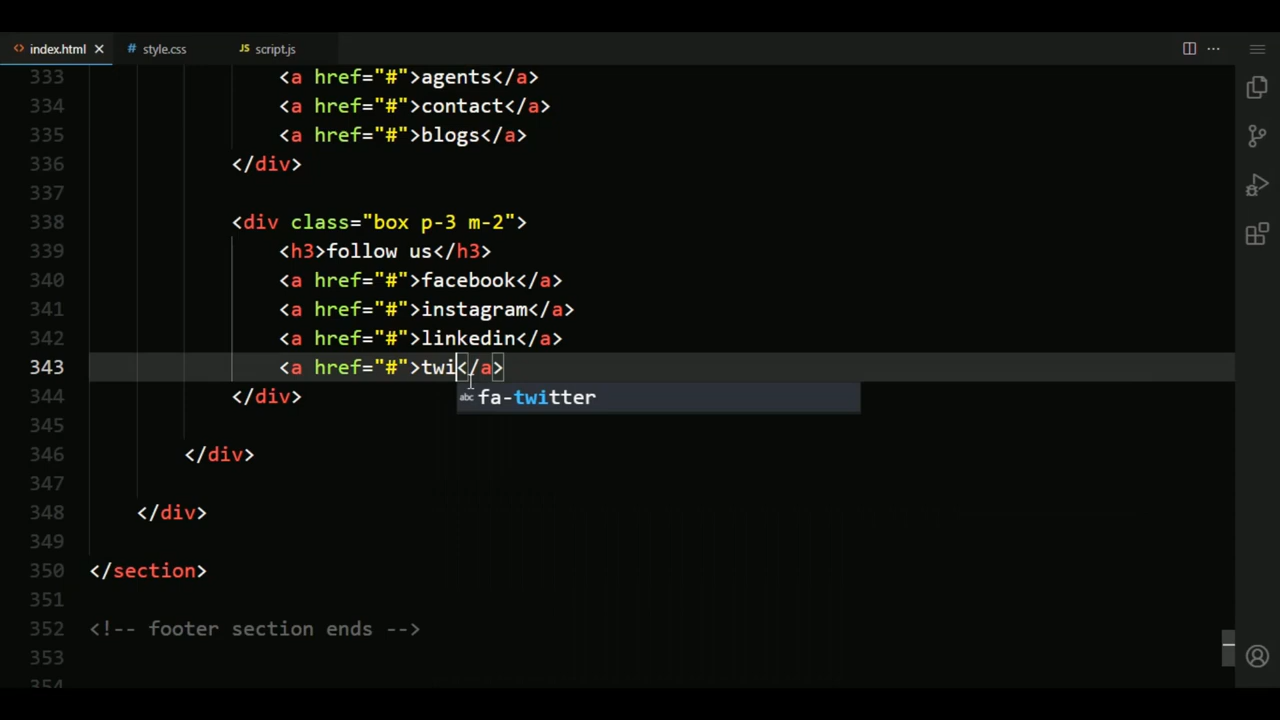 <> index.html × # style.css JS script.js ···
333 <a href="#">agents</a>
334 <a href="#">contact</a>
335 <a href="#">blogs</a>
336 </div>
337
338 <div class="box p-3 m-2">
339 <h3>follow us</h3>
340 <a href="#">facebook</a>
341 <a href="#">instagram</a>
342 <a href="#">linkedin</a>
343 <a href="#">twi</a>
344 </div>
abc fa-twitter
345
346 </div>
347
348 </div>
349
350 </section>
351
352 <!-- footer section ends -->
353
354